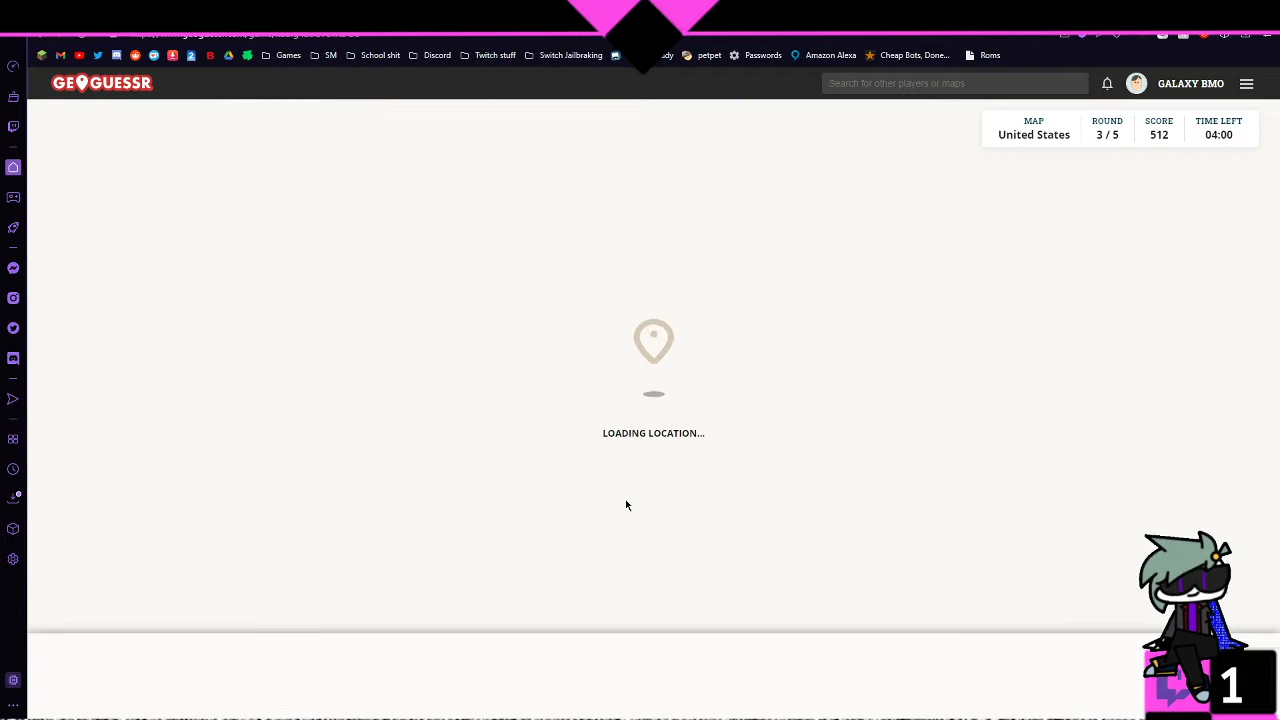 Games
SM
School shit
Discord
Twitch stuff
Switch Jailbraking
petpet
Passwords
Amazon Alexa
Cheap Bots, Done...
Roms
GEOGUESSR
Search for other players or maps
GALAXY BMO
MAP
United States
ROUND
3 / 5
SCORE
512
TIME LEFT
04:00
LOADING LOCATION...
1